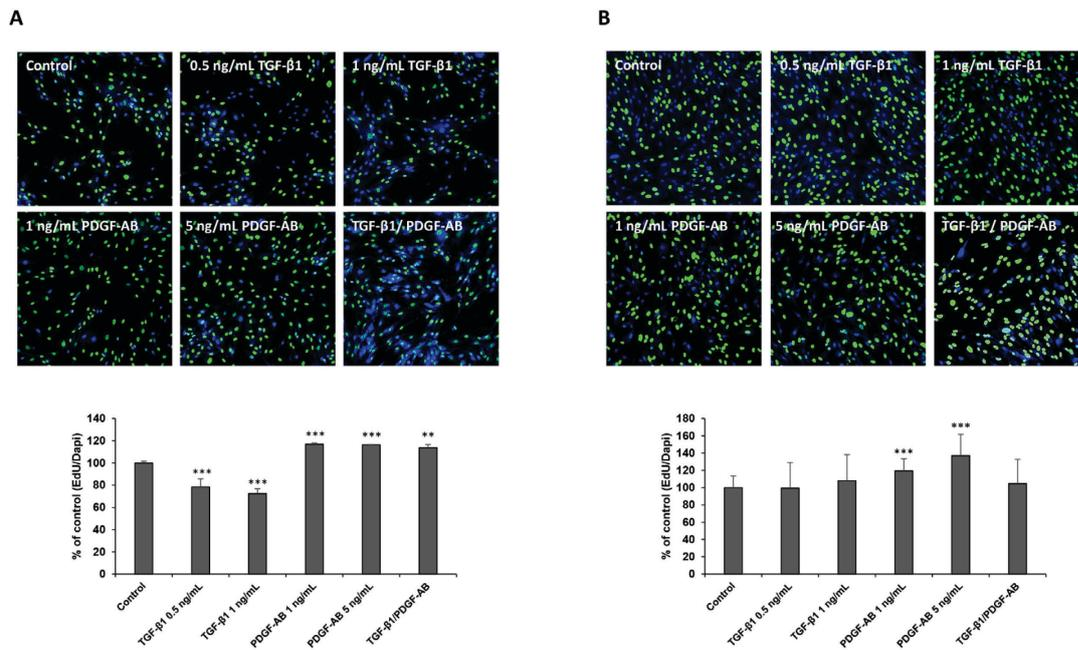 A
B
Control
0.5 ng/mL TGF-β1
1 ng/mL TGF-β1
1 ng/mL PDGF-AB
5 ng/mL PDGF-AB
TGF-β1/ PDGF-AB
Control
0.5 ng/mL TGF-β1
1 ng/mL TGF-β1
1 ng/mL PDGF-AB
5 ng/mL PDGF-AB
TGF-β1 / PDGF-AB
% of control (EdU/Dapi)
140
120
100
80
60
40
20
0
***
***
***
***
**
Control
TGF-β1 0.5 ng/mL
TGF-β1 1 ng/mL
PDGF-AB 1 ng/mL
PDGF-AB 5 ng/mL
TGF-β1/PDGF-AB
% of control (EdU/Dapi)
180
160
140
120
100
80
60
40
20
0
***
***
Control
TGF-β1 0.5 ng/mL
TGF-β1 1 ng/mL
PDGF-AB 1 ng/mL
PDGF-AB 5 ng/mL
TGF-β1/PDGF-AB